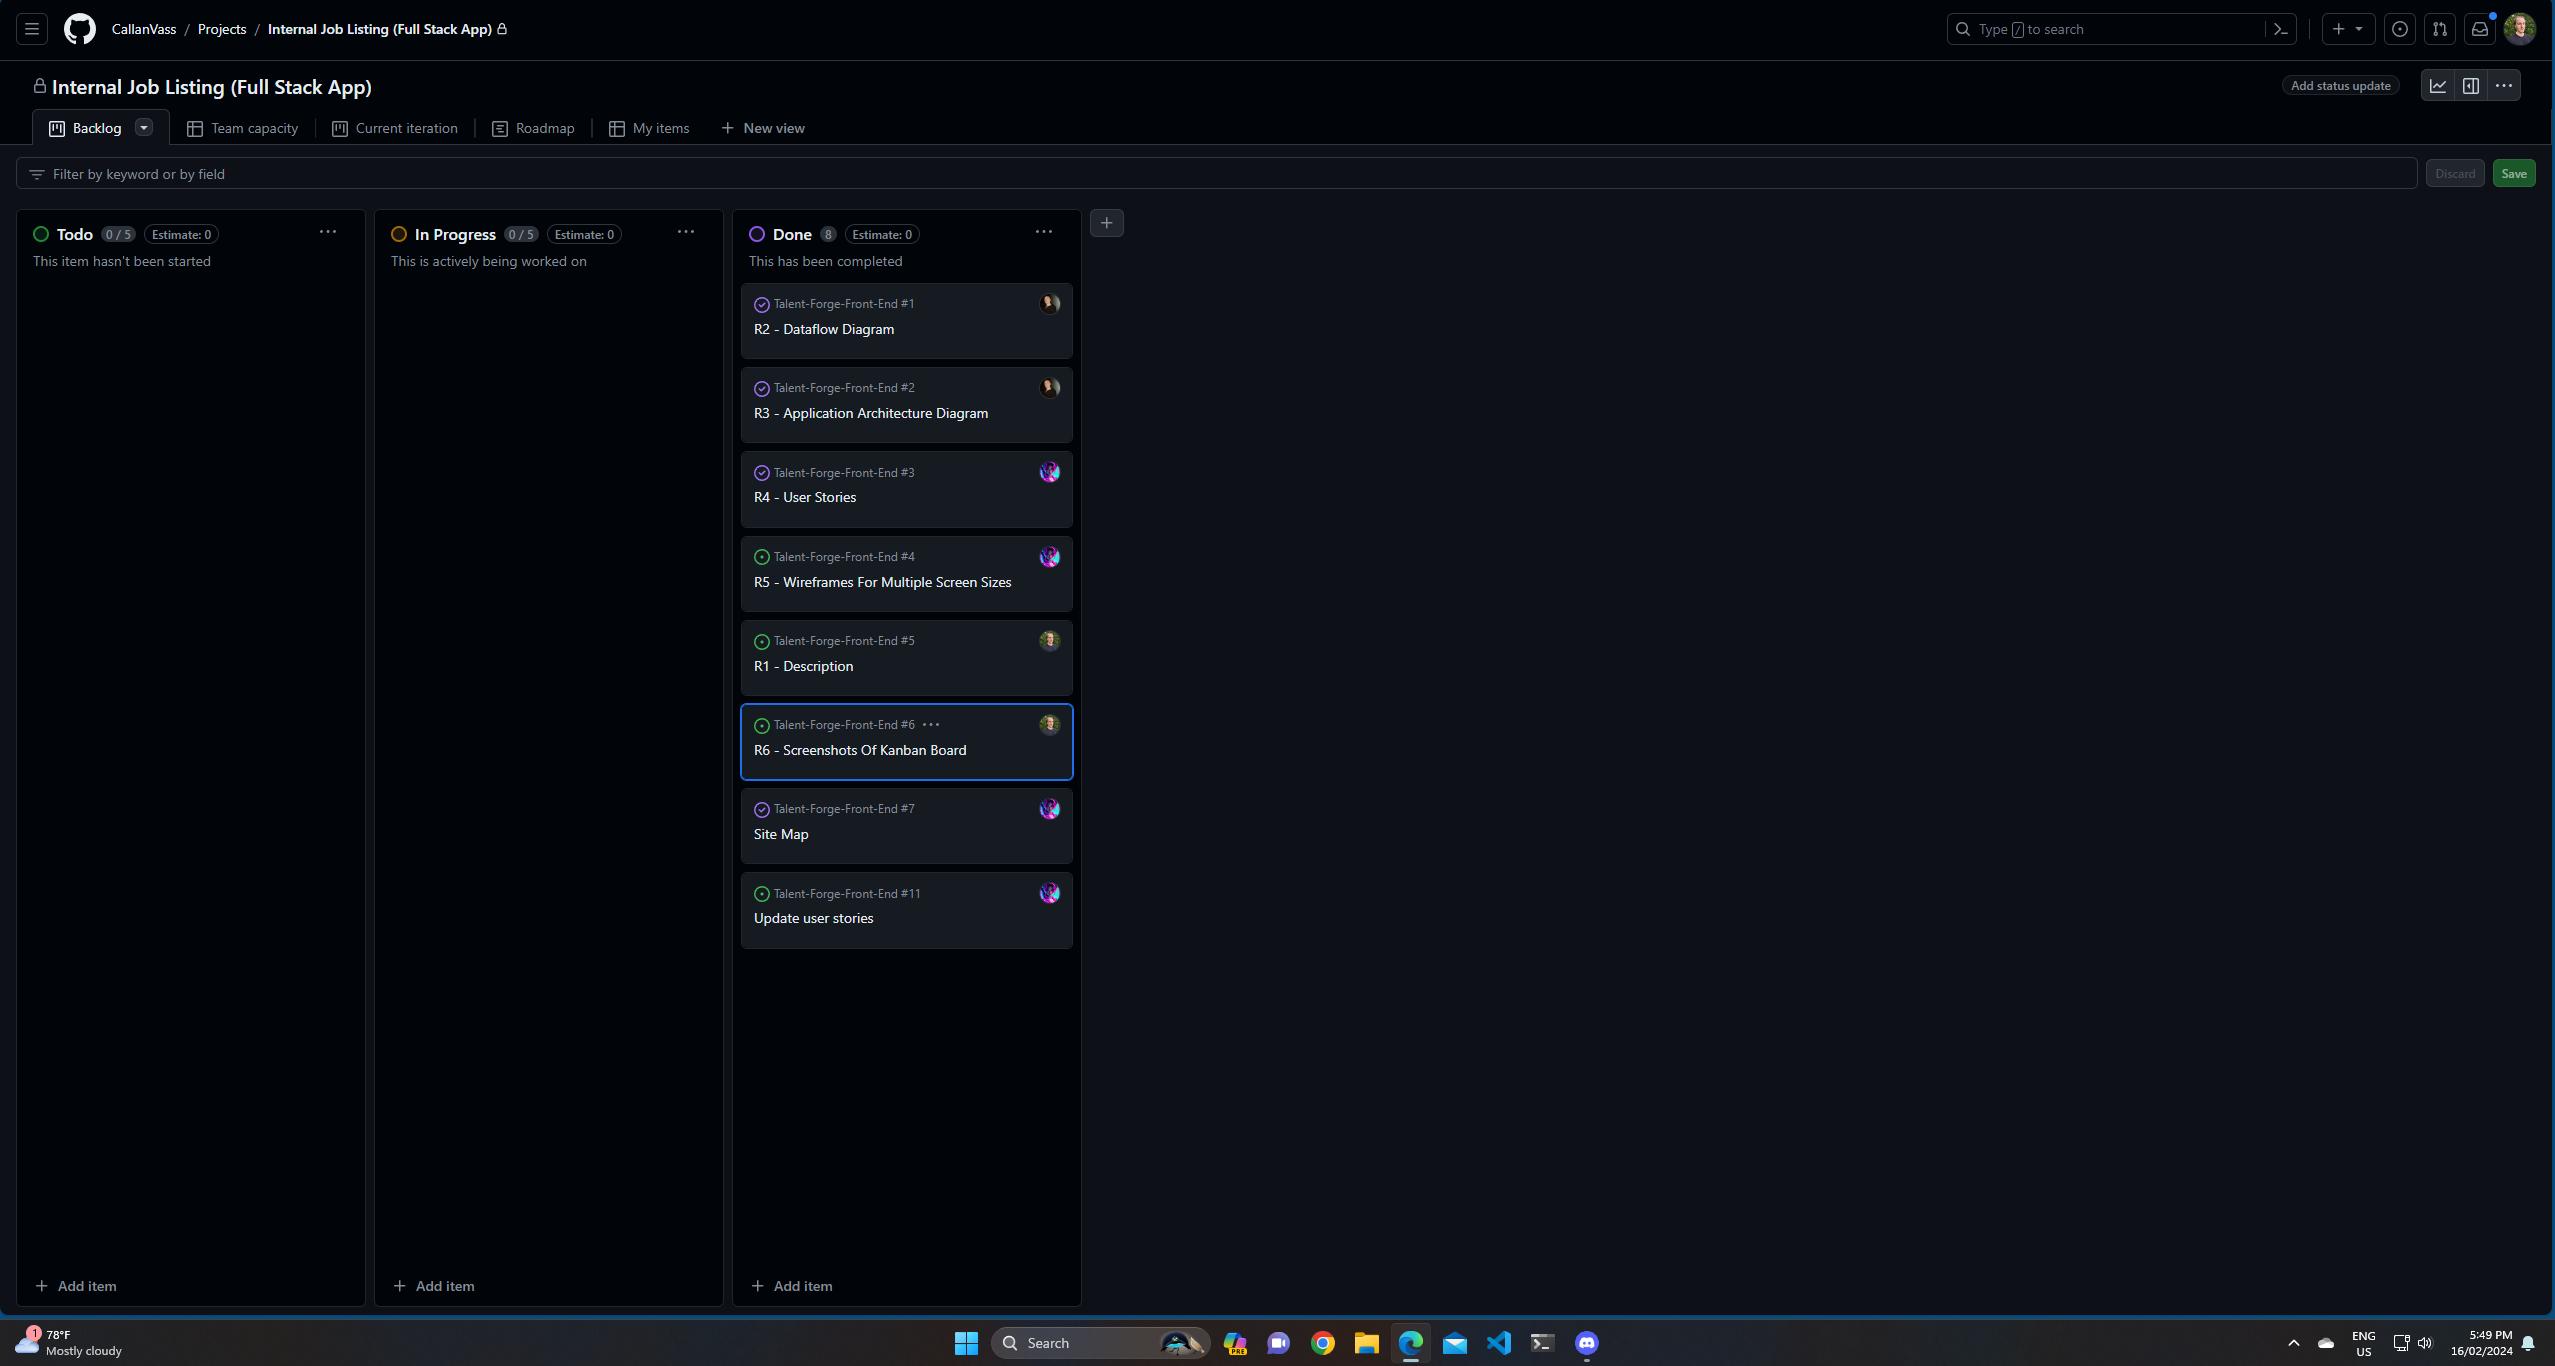 CallanVass / Projects / Internal Job Listing (Full Stack App)
Type / to search
Internal Job Listing (Full Stack App)
Add status update
Backlog
Team capacity
Current iteration
Roadmap
My items
New view
Filter by keyword or by field
Discard
Save
Todo 0 / 5 Estimate: 0
This item hasn't been started
In Progress 0 / 5 Estimate: 0
This is actively being worked on
Done 8 Estimate: 0
This has been completed
Talent-Forge-Front-End #1
R2 - Dataflow Diagram
Talent-Forge-Front-End #2
R3 - Application Architecture Diagram
Talent-Forge-Front-End #3
R4 - User Stories
Talent-Forge-Front-End #4
R5 - Wireframes For Multiple Screen Sizes
Talent-Forge-Front-End #5
R1 - Description
Talent-Forge-Front-End #6
R6 - Screenshots Of Kanban Board
Talent-Forge-Front-End #7
Site Map
Talent-Forge-Front-End #11
Update user stories
Add item
Add item
Add item
1
78°F
Mostly cloudy
Search
PRE
ENG
US
5:49 PM
16/02/2024